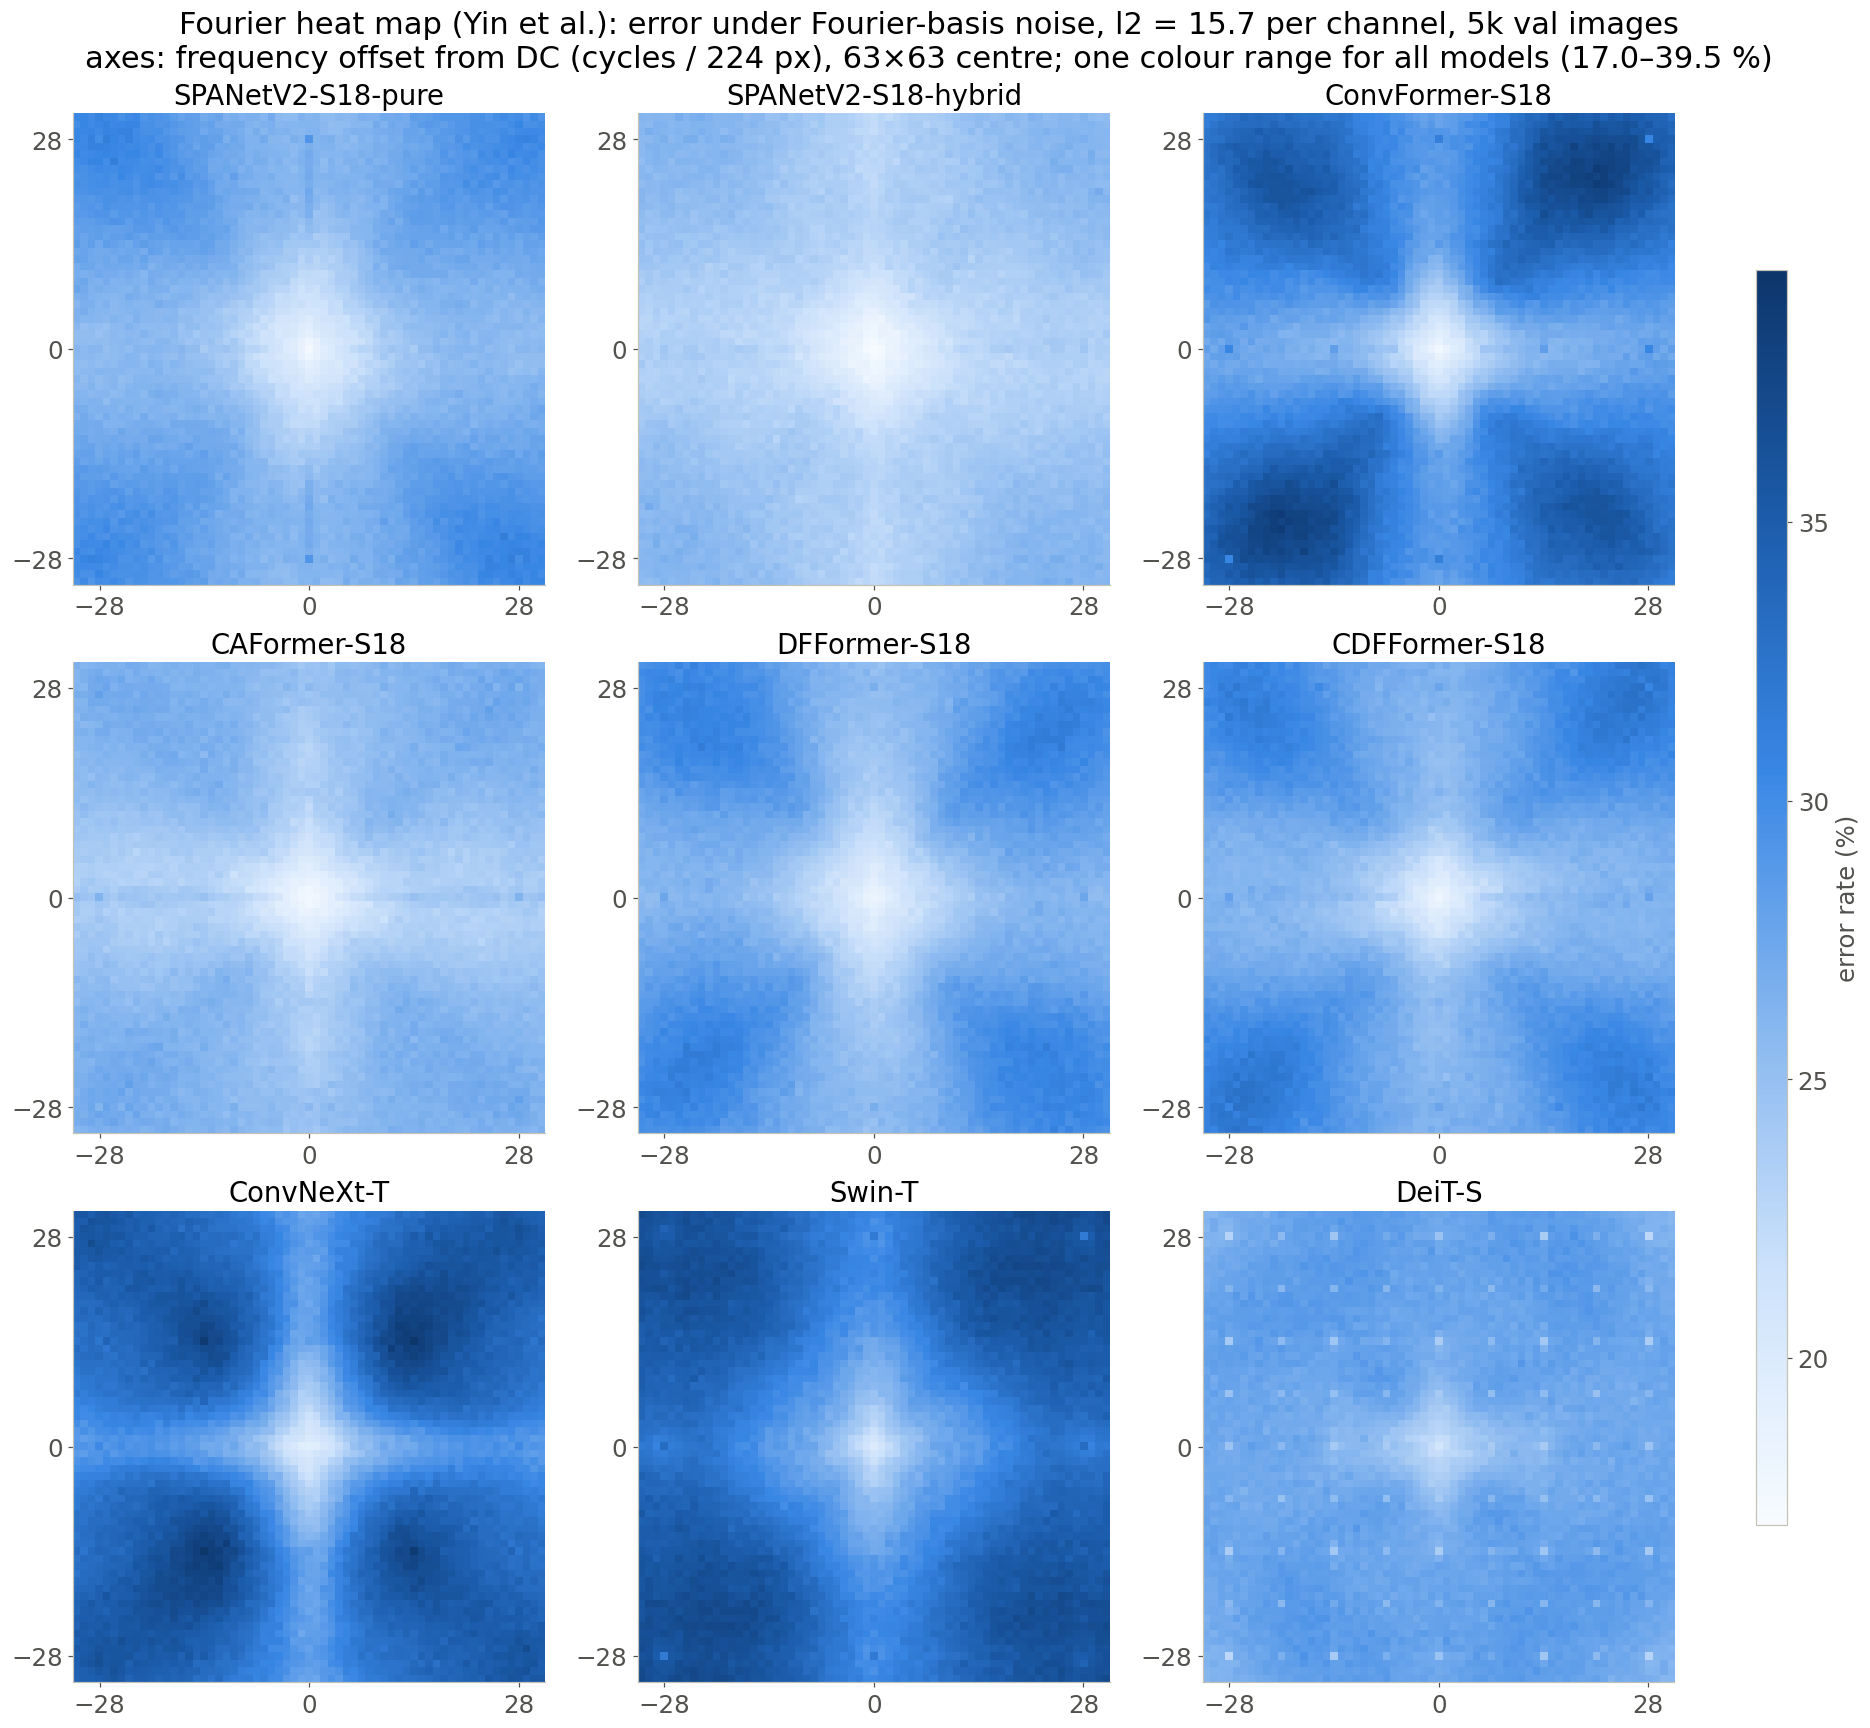 Fourier heat map (Yin et al.): error under Fourier-basis noise, l2 = 15.7 per channel, 5k val images
axes: frequency offset from DC (cycles / 224 px), 63×63 centre; one colour range for all models (17.0–39.5 %)
SPANetV2-S18-pure
SPANetV2-S18-hybrid
ConvFormer-S18
28
0
−28
−28 0 28
28
0
−28
−28 0 28
28
0
−28
−28 0 28
CAFormer-S18
DFFormer-S18
CDFFormer-S18
28
0
−28
−28 0 28
28
0
−28
−28 0 28
28
0
−28
−28 0 28
ConvNeXt-T
Swin-T
DeiT-S
28
0
−28
−28 0 28
28
0
−28
−28 0 28
28
0
−28
−28 0 28
35
30
25
20
error rate (%)